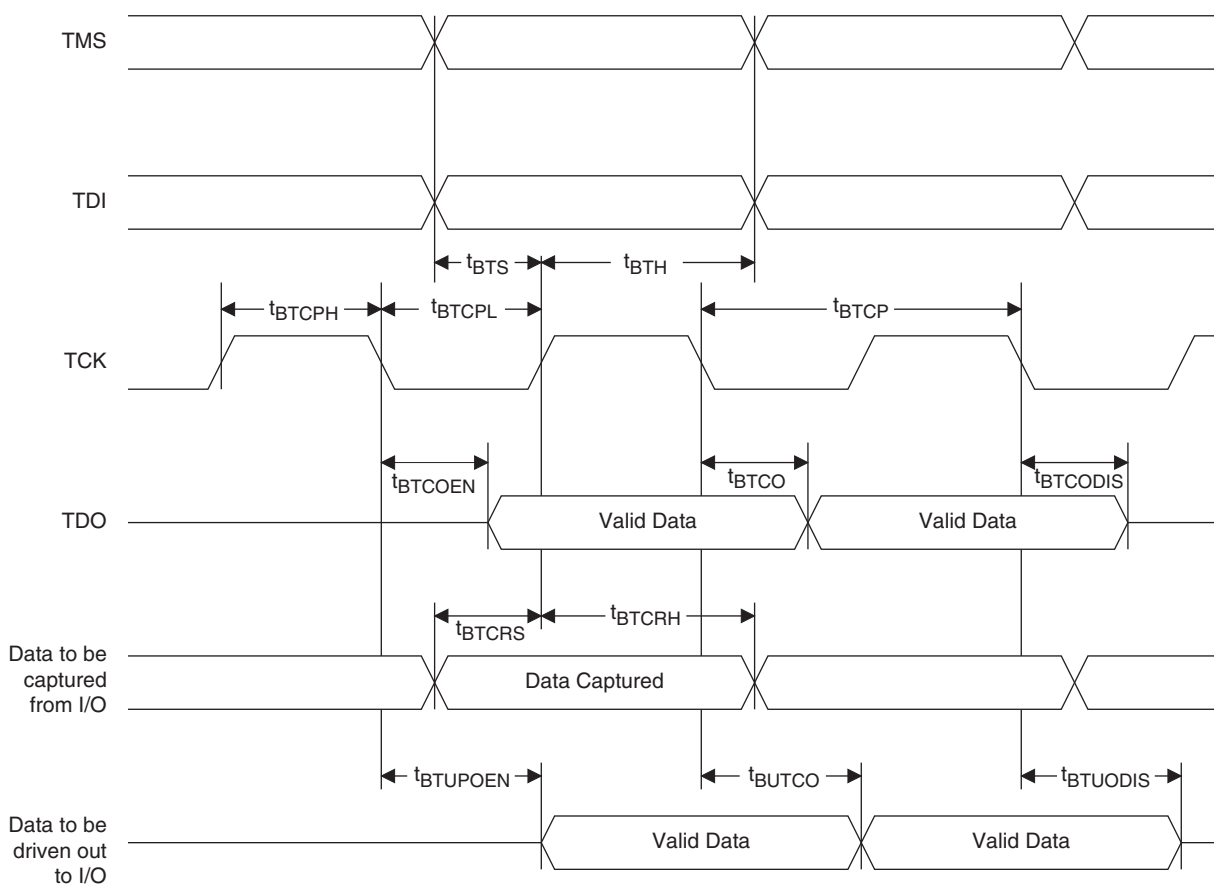 TMS
TDI
tBTS
tBTH
tBTCPH
tBTCPL
tBTCP
TCK
tBTCOEN
tBTCO
tBTCODIS
TDO
Valid Data
Valid Data
tBTCRS
tBTCRH
Data to be
captured
from I/O
Data Captured
tBTUPOEN
tBUTCO
tBTUODIS
Data to be
driven out
to I/O
Valid Data
Valid Data